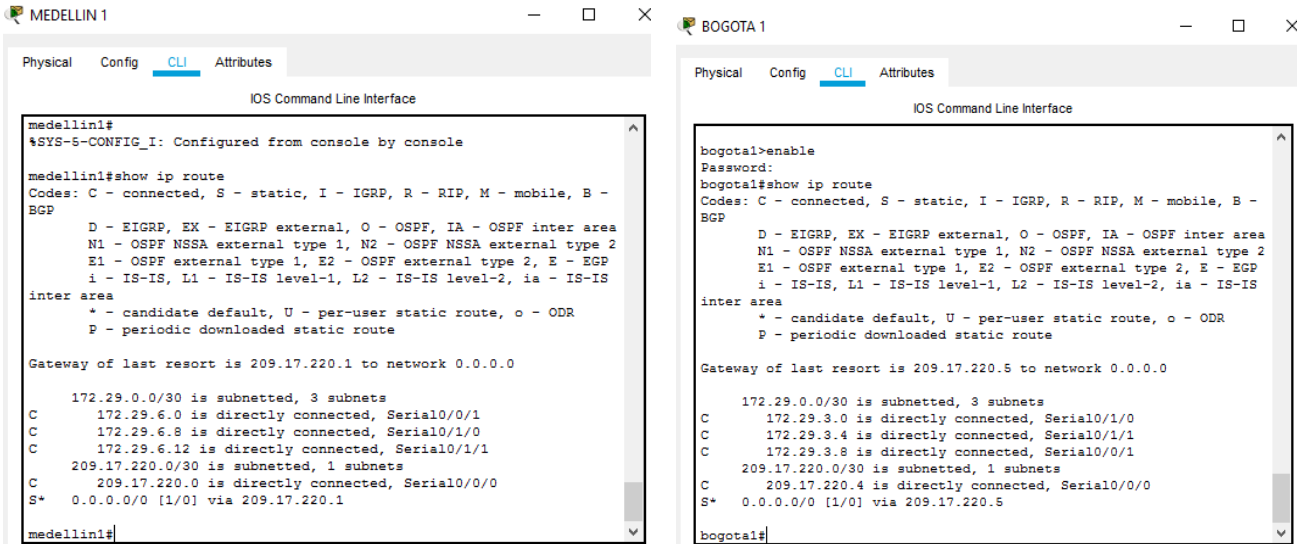 MEDELLIN 1
Physical Config CLI Attributes
IOS Command Line Interface
medellin1#
%SYS-5-CONFIG_I: Configured from console by console
medellin1#show ip route
Codes: C - connected, S - static, I - IGRP, R - RIP, M - mobile, B -
BGP
D - EIGRP, EX - EIGRP external, O - OSPF, IA - OSPF inter area
N1 - OSPF NSSA external type 1, N2 - OSPF NSSA external type 2
E1 - OSPF external type 1, E2 - OSPF external type 2, E - EGP
i - IS-IS, L1 - IS-IS level-1, L2 - IS-IS level-2, ia - IS-IS
inter area
* - candidate default, U - per-user static route, o - ODR
P - periodic downloaded static route
Gateway of last resort is 209.17.220.1 to network 0.0.0.0
172.29.0.0/30 is subnetted, 3 subnets
C 172.29.6.0 is directly connected, Serial0/0/1
C 172.29.6.8 is directly connected, Serial0/1/0
C 172.29.6.12 is directly connected, Serial0/1/1
209.17.220.0/30 is subnetted, 1 subnets
C 209.17.220.0 is directly connected, Serial0/0/0
S* 0.0.0.0/0 [1/0] via 209.17.220.1
medellin1#
BOGOTA 1
Physical Config CLI Attributes
IOS Command Line Interface
bogota1>enable
Password:
bogota1#show ip route
Codes: C - connected, S - static, I - IGRP, R - RIP, M - mobile, B -
BGP
D - EIGRP, EX - EIGRP external, O - OSPF, IA - OSPF inter area
N1 - OSPF NSSA external type 1, N2 - OSPF NSSA external type 2
E1 - OSPF external type 1, E2 - OSPF external type 2, E - EGP
i - IS-IS, L1 - IS-IS level-1, L2 - IS-IS level-2, ia - IS-IS
inter area
* - candidate default, U - per-user static route, o - ODR
P - periodic downloaded static route
Gateway of last resort is 209.17.220.5 to network 0.0.0.0
172.29.0.0/30 is subnetted, 3 subnets
C 172.29.3.0 is directly connected, Serial0/1/0
C 172.29.3.4 is directly connected, Serial0/1/1
C 172.29.3.8 is directly connected, Serial0/0/1
209.17.220.0/30 is subnetted, 1 subnets
C 209.17.220.4 is directly connected, Serial0/0/0
S* 0.0.0.0/0 [1/0] via 209.17.220.5
bogota1#